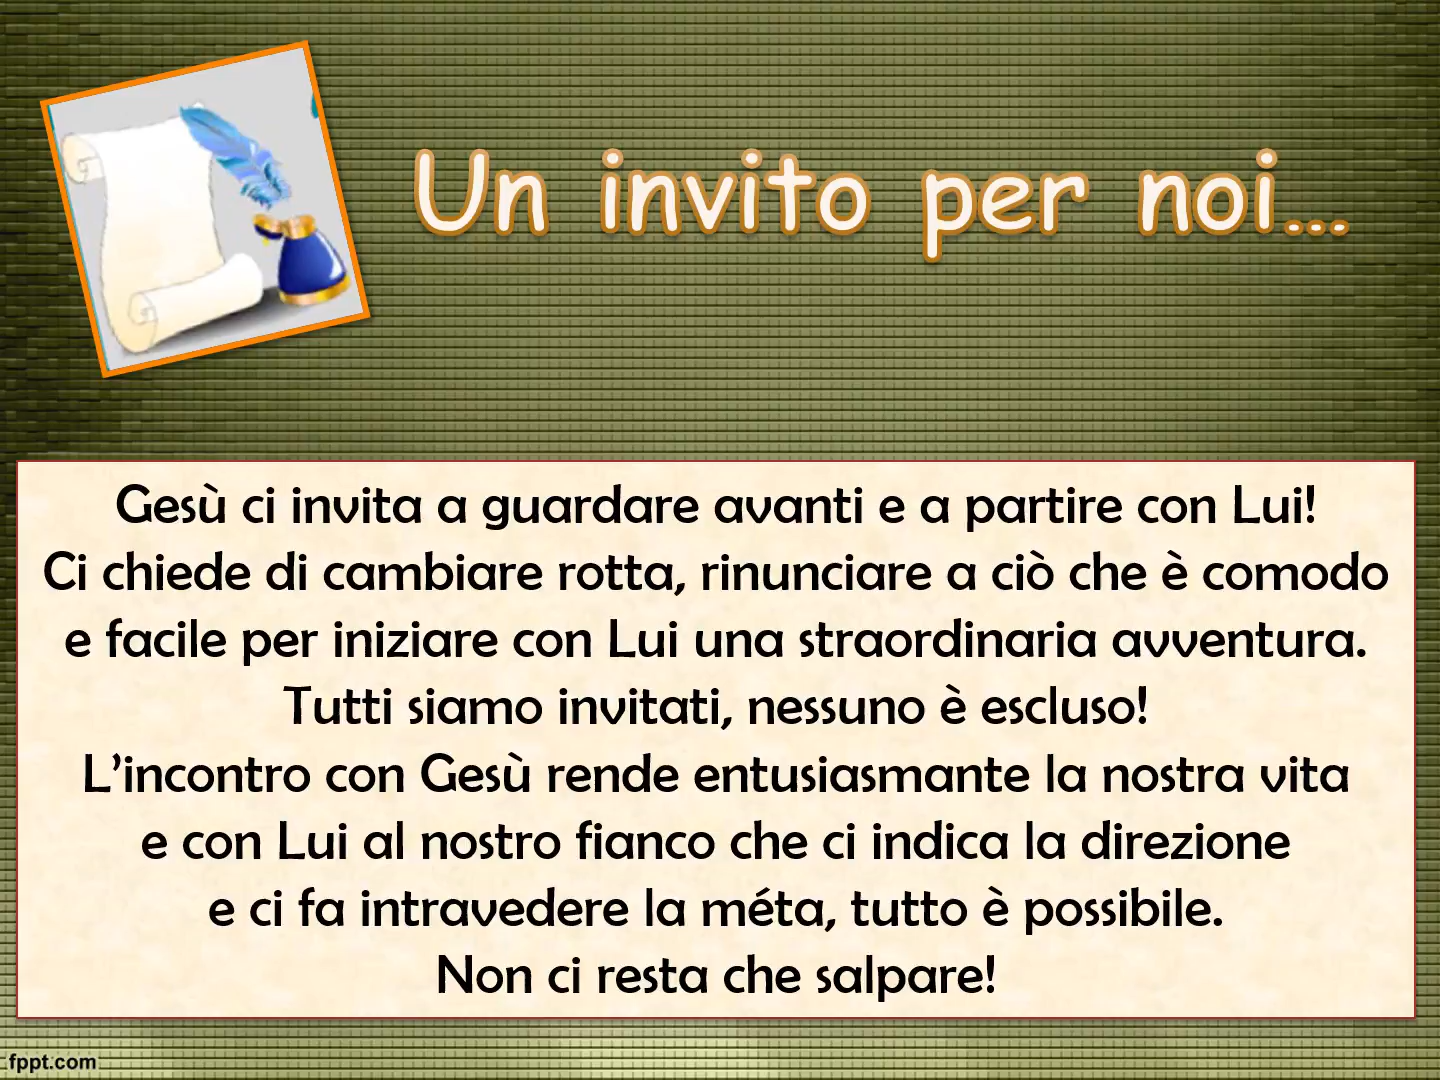 Un invito per noi...
Gesù ci invita a guardare avanti e a partire con Lui!
Ci chiede di cambiare rotta, rinunciare a ciò che è comodo
e facile per iniziare con Lui una straordinaria avventura.
Tutti siamo invitati, nessuno è escluso!
L’incontro con Gesù rende entusiasmante la nostra vita
e con Lui al nostro fianco che ci indica la direzione
e ci fa intravedere la méta, tutto è possibile.
Non ci resta che salpare!
fppt.com